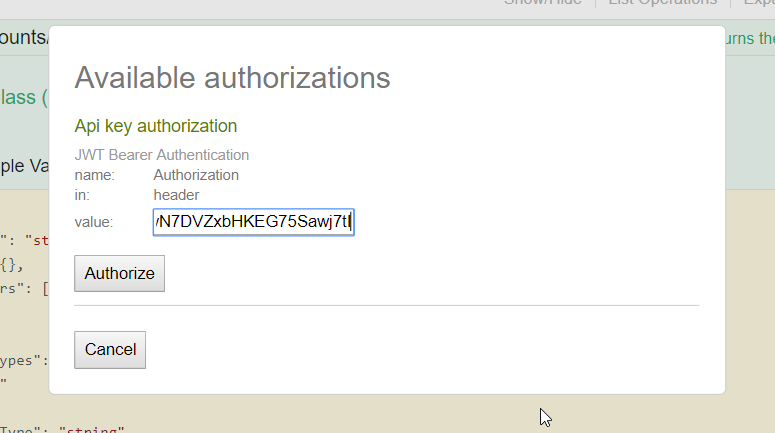 Show/Hide | List Operations | Expa
ounts/
urns the
Available authorizations
lass (
Api key authorization
JWT Bearer Authentication
ple Va
name: Authorization
in: header
value: N7DVZxbHKEG75Sawj7tI
": "st
{},
Authorize
rs": [
Cancel
ypes":
"
Type": "string"